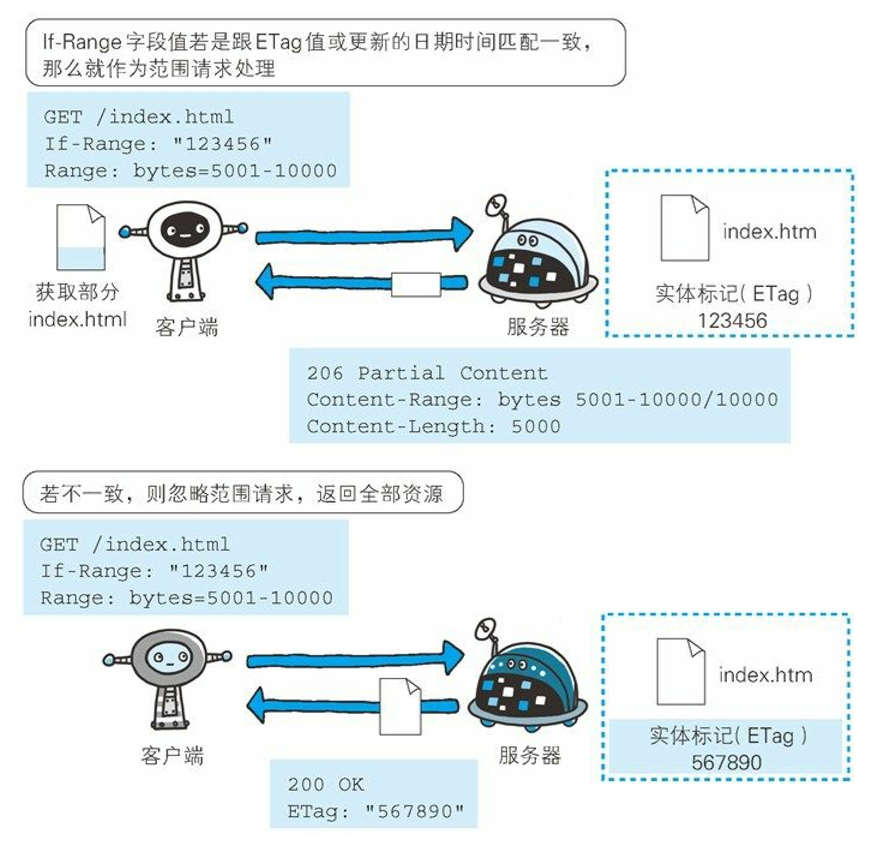 If-Range 字段值若是跟ETag值或更新的日期时间匹配一致，
那么就作为范围请求处理
GET /index.html
If-Range: "123456"
Range: bytes=5001-10000
获取部分
index.html
客户端
服务器
index.htm
实体标记( ETag )
123456
206 Partial Content
Content-Range: bytes 5001-10000/10000
Content-Length: 5000
若不一致，则忽略范围请求，返回全部资源
GET /index.html
If-Range: "123456"
Range: bytes=5001-10000
客户端
服务器
index.htm
实体标记( ETag )
567890
200 OK
ETag: "567890"